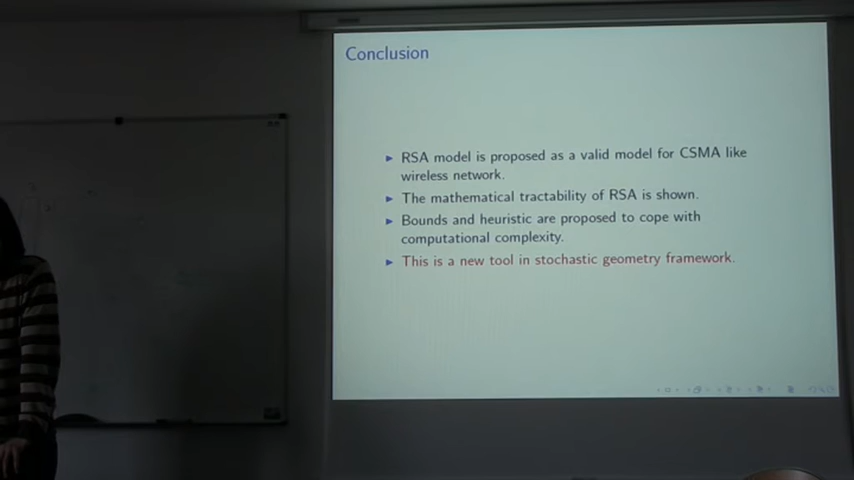 Conclusion
► RSA model is proposed as a valid model for CSMA like
wireless network.
► The mathematical tractability of RSA is shown.
► Bounds and heuristic are proposed to cope with
computational complexity.
► This is a new tool in stochastic geometry framework.